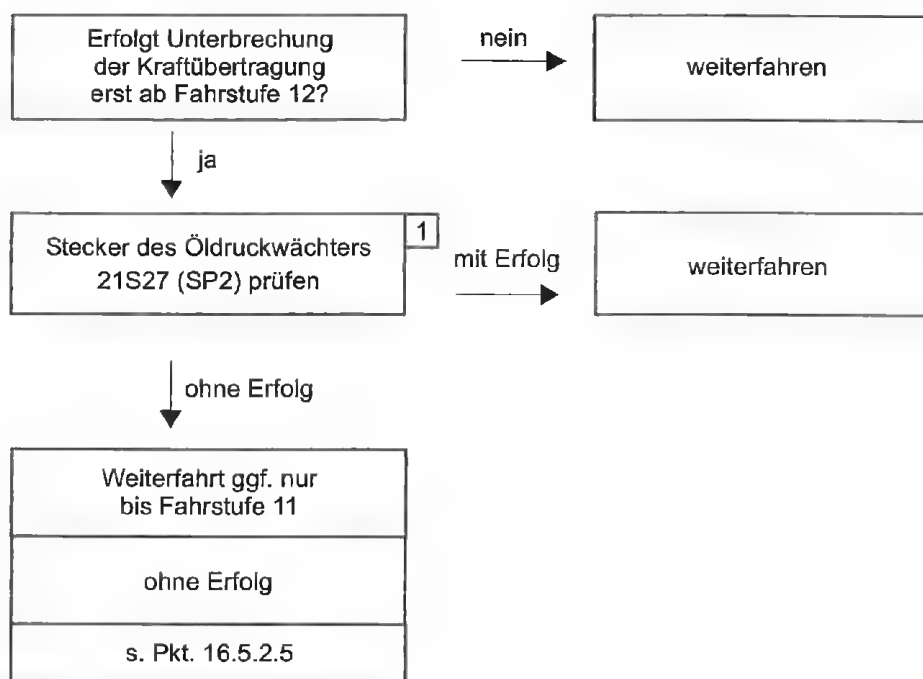 Erfolgt Unterbrechung
der Kraftübertragung
erst ab Fahrstufe 12?
nein
weiterfahren
ja
Stecker des Öldruckwächters
21S27 (SP2) prüfen
1
mit Erfolg
weiterfahren
ohne Erfolg
Weiterfahrt ggf. nur
bis Fahrstufe 11
ohne Erfolg
s. Pkt. 16.5.2.5